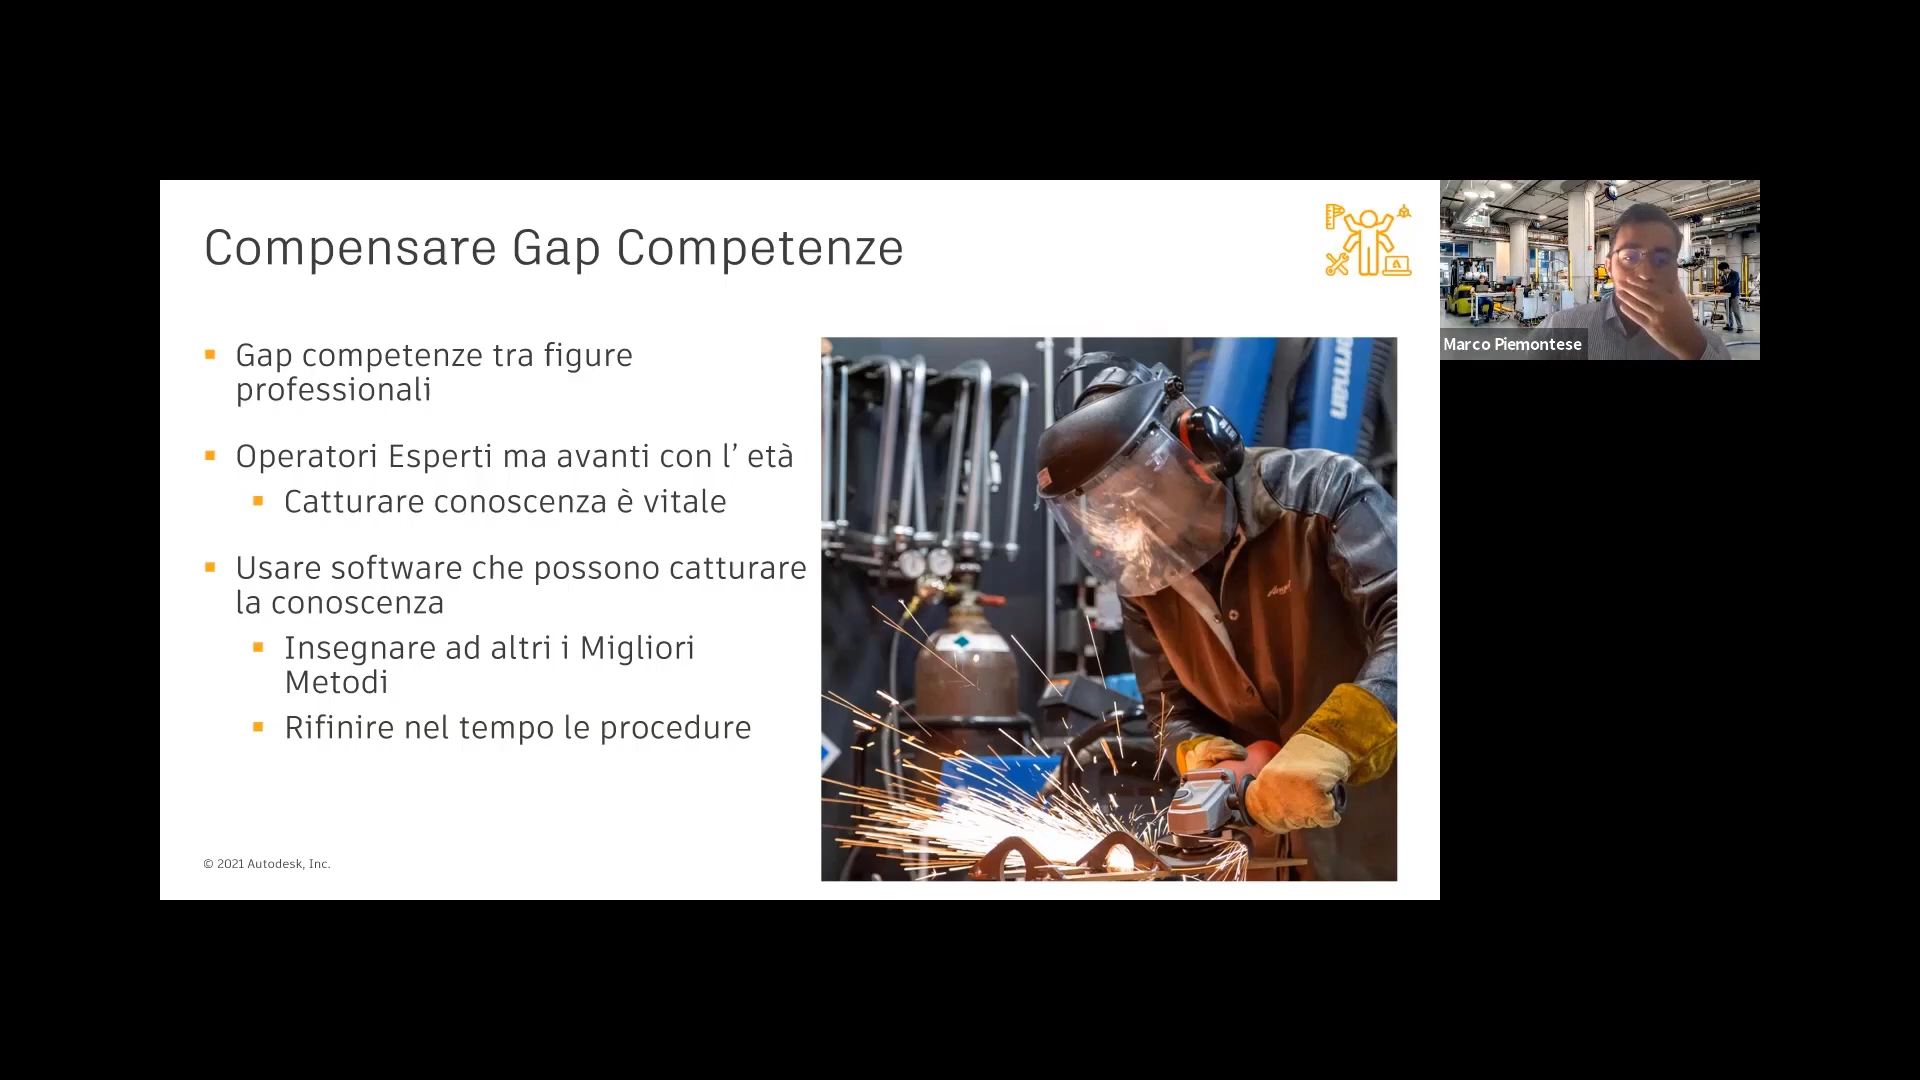 Compensare Gap Competenze
Gap competenze tra figure
professionali
Operatori Esperti ma avanti con l’ età
Catturare conoscenza è vitale
Usare software che possono catturare
la conoscenza
Insegnare ad altri i Migliori
Metodi
Rifinire nel tempo le procedure
© 2021 Autodesk, Inc.
Marco Piemontese